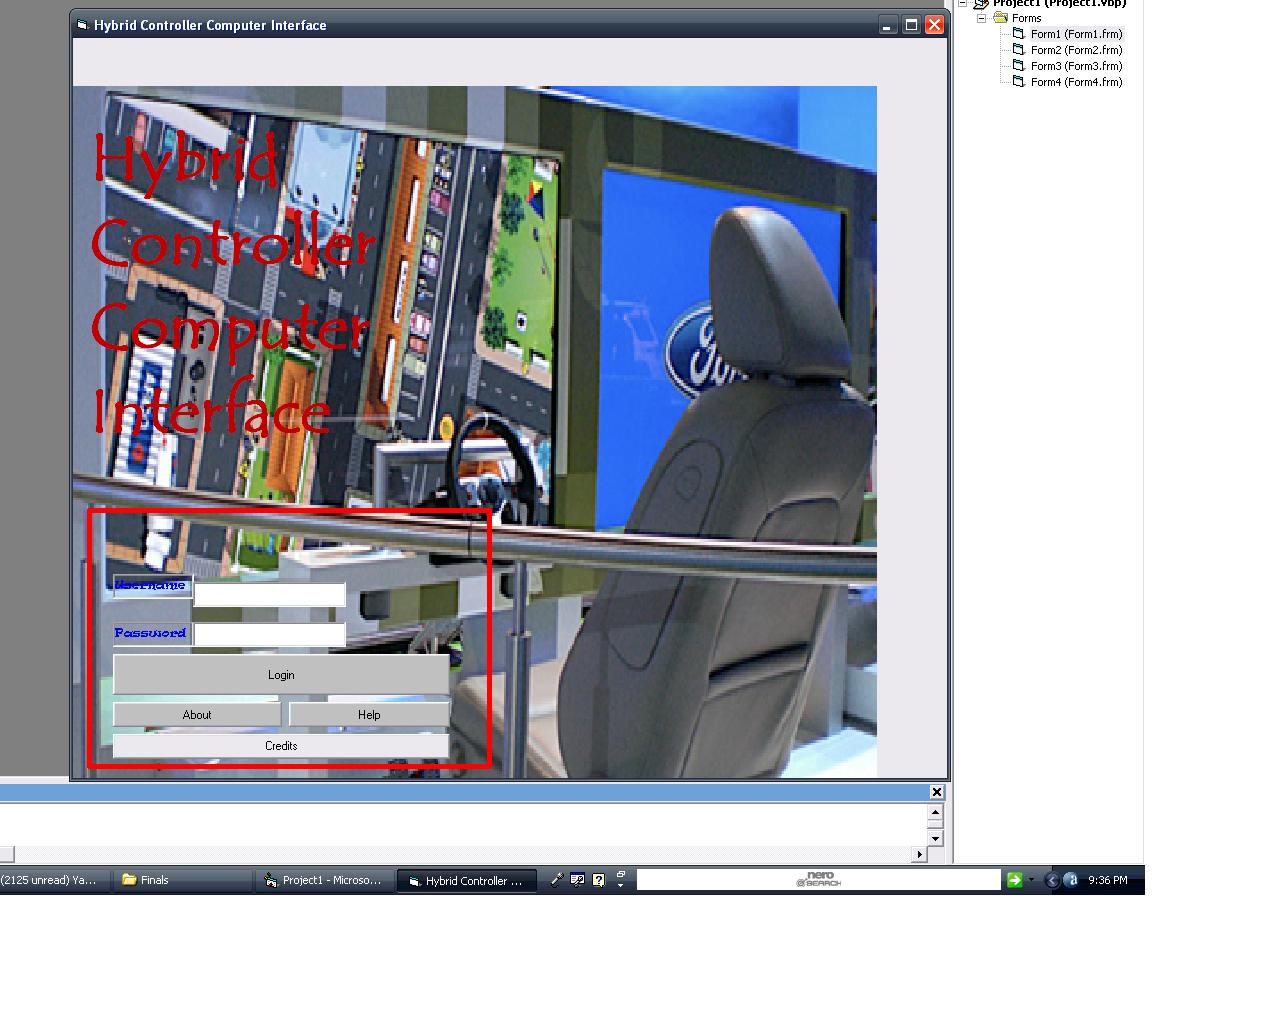 Hybrid Controller Computer Interface
Project1 (Project1.vbp)
Forms
Form1 (Form1.frm)
Form2 (Form2.frm)
Form3 (Form3.frm)
Form4 (Form4.frm)
Hybrid
Controller
Computer
Interface
Ford
Username
Password
Login
About
Help
Credits
(2125 unread) Ya...
Finals
Project1 - Microso...
Hybrid Controller ...
nero
SEARCH
9:36 PM